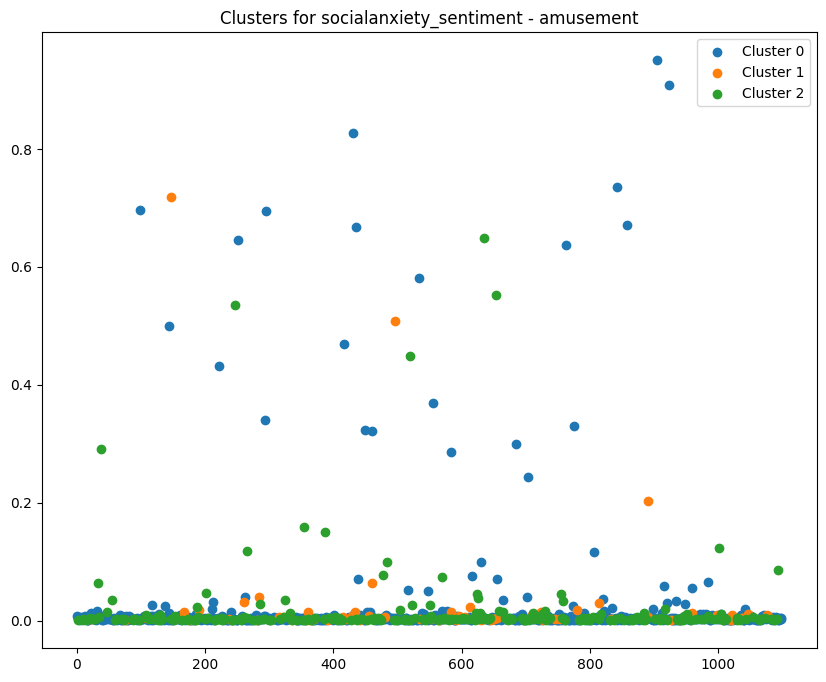 Clusters for socialanxiety_sentiment - amusement
Cluster 0
Cluster 1
Cluster 2
0.8
0.6
0.4
0.2
0.0
0 200 400 600 800 1000